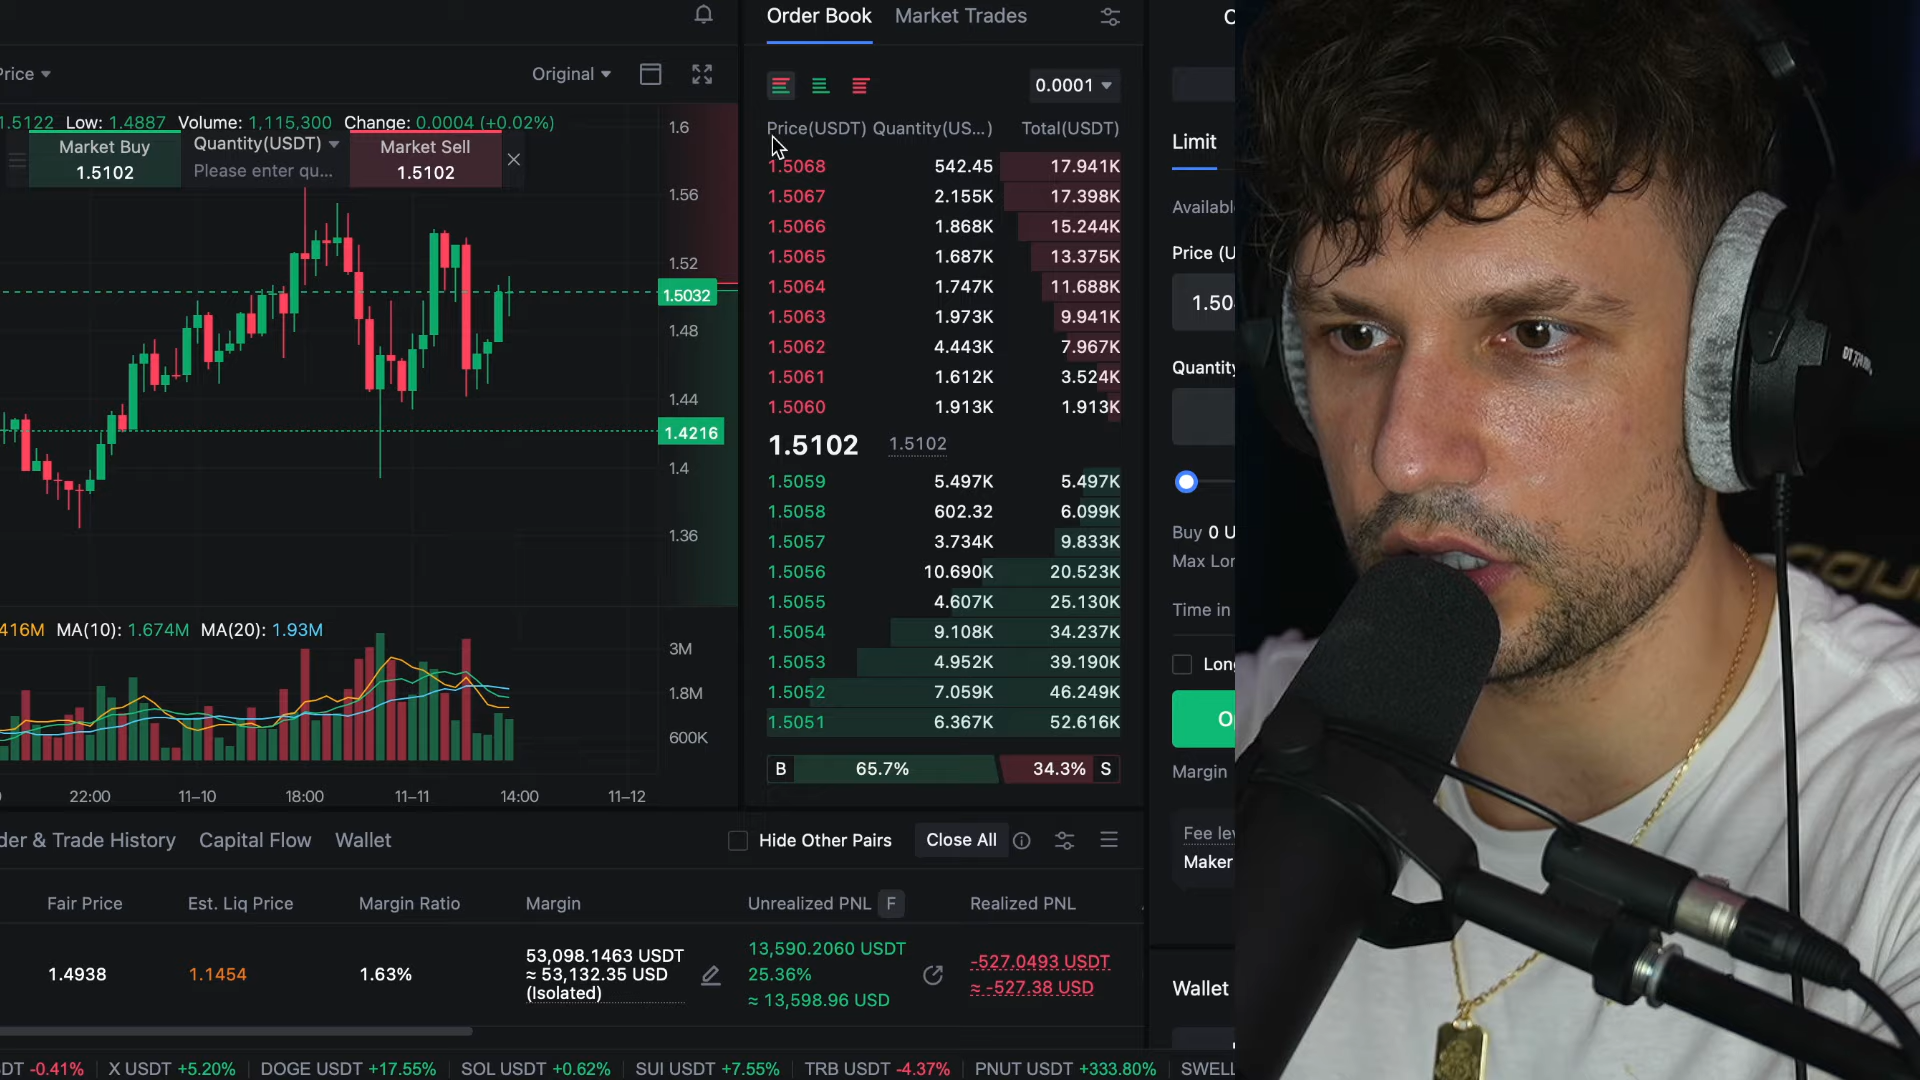 Order Book Market Trades
rice Original
0.0001
1.5122 Low: 1.4887 Volume: 1,115,300 Change: 0.0004 (+0.02%)
Market Buy
1.5102
Quantity(USDT)
Please enter qu...
Market Sell
1.5102
1.6
1.56
1.52
1.5032
1.48
1.44
1.4216
1.4
1.36
416M MA(10): 1.674M MA(20): 1.93M
3M
1.8M
600K
22:00 11-10 18:00 11-11 14:00 11-12
Price(USDT) Quantity(US...) Total(USDT)
1.5068 542.45 17.941K
1.5067 2.155K 17.398K
1.5066 1.868K 15.244K
1.5065 1.687K 13.375K
1.5064 1.747K 11.688K
1.5063 1.973K 9.941K
1.5062 4.443K 7.967K
1.5061 1.612K 3.524K
1.5060 1.913K 1.913K
1.5102 1.5102
1.5059 5.497K 5.497K
1.5058 602.32 6.099K
1.5057 3.734K 9.833K
1.5056 10.690K 20.523K
1.5055 4.607K 25.130K
1.5054 9.108K 34.237K
1.5053 4.952K 39.190K
1.5052 7.059K 46.249K
1.5051 6.367K 52.616K
B 65.7% 34.3% S
Limit
Availabl
Price (U
1.50
Quantity
Buy 0 U
Max Lor
Time in
Long
Op
Margin
Fee lev
Maker
Wallet
der & Trade History Capital Flow Wallet
Hide Other Pairs Close All
Fair Price Est. Liq Price Margin Ratio Margin Unrealized PNL F Realized PNL
1.4938 1.1454 1.63%
53,098.1463 USDT
≈ 53,132.35 USD
(Isolated)
13,590.2060 USDT
25.36%
≈ 13,598.96 USD
-527.0493 USDT
≈ -527.38 USD
DT -0.41% X USDT +5.20% DOGE USDT +17.55% SOL USDT +0.62% SUI USDT +7.55% TRB USDT -4.37% PNUT USDT +333.80% SWELL